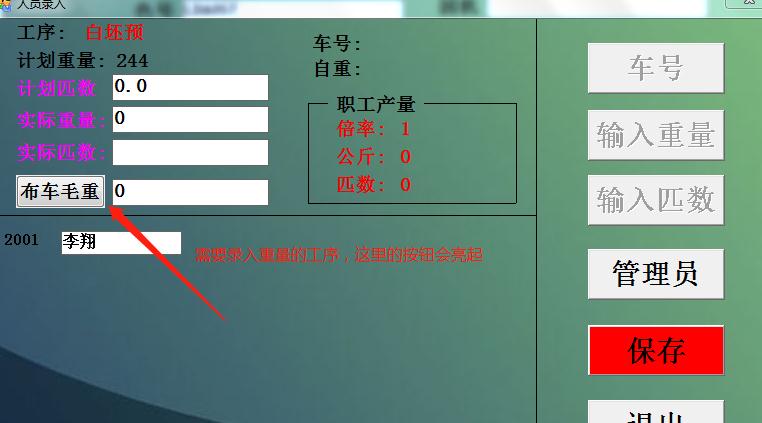 人员录入
工序: 白坯预
计划重量: 244
计划匹数 0.0
实际重量: 0
实际匹数:
布车毛重 0
车号:
自重:
职工产量
倍率: 1
公斤: 0
匹数: 0
2001 李翔
需要录入重量的工序，这里的按钮会亮起
车号
输入重量
输入匹数
管理员
保存
退出